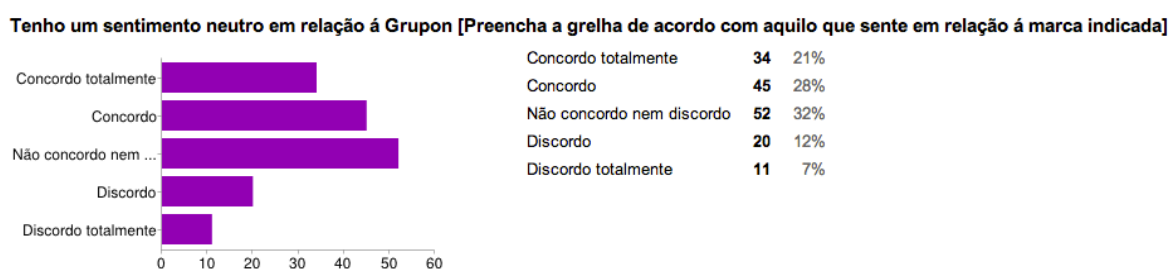 Tenho um sentimento neutro em relação á Grupon [Preencha a grelha de acordo com aquilo que sente em relação á marca indicada]
Concordo totalmente
Concordo
Não concordo nem ...
Discordo
Discordo totalmente
0 10 20 30 40 50 60
Concordo totalmente 34 21%
Concordo 45 28%
Não concordo nem discordo 52 32%
Discordo 20 12%
Discordo totalmente 11 7%